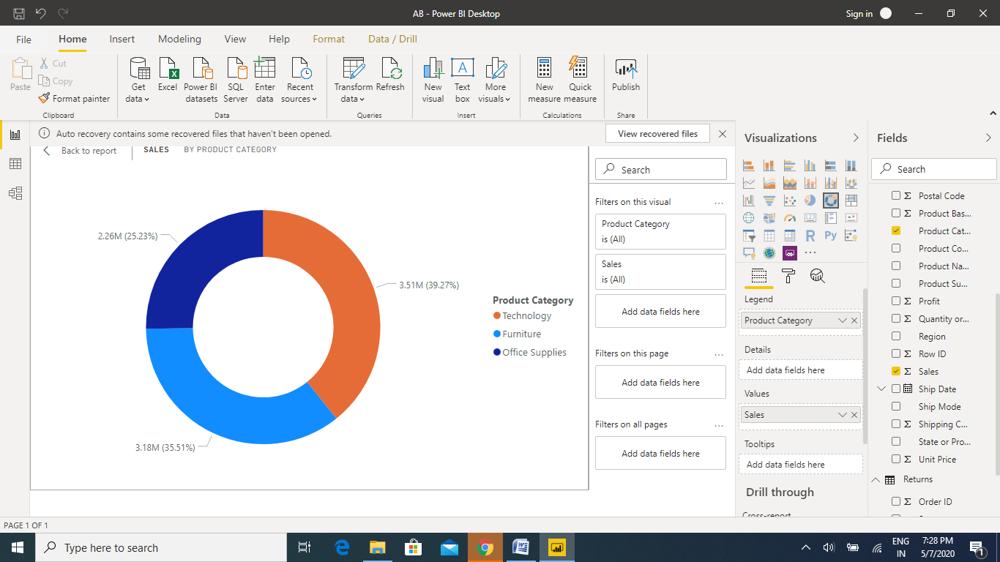 AB - Power BI Desktop
Sign in
File Home Insert Modeling View Help Format Data / Drill
Paste
Cut
Copy
Format painter
Clipboard
Get data
Excel
Power BI datasets
SQL Server
Enter data
Recent sources
Data
Transform data
Refresh
Queries
New visual
Text box
More visuals
Insert
New measure
Quick measure
Calculations
Publish
Share
Auto recovery contains some recovered files that haven't been opened.
View recovered files
Back to report
SALES BY PRODUCT CATEGORY
2.26M (25.23%)
3.51M (39.27%)
3.18M (35.51%)
Product Category
Technology
Furniture
Office Supplies
Search
Filters on this visual ...
Product Category
is (All)
Sales
is (All)
Add data fields here
Filters on this page ...
Add data fields here
Filters on all pages ...
Add data fields here
Visualizations
R
Py
...
Legend
Product Category
Details
Add data fields here
Values
Sales
Tooltips
Add data fields here
Drill through
Cross-report
Fields
Search
Σ Postal Code
Σ Product Bas...
Product Cat...
Product Co...
Product Na...
Product Su...
Σ Profit
Σ Quantity or...
Region
Σ Row ID
Σ Sales
Ship Date
Ship Mode
Σ Shipping C...
State or Pro...
Σ Unit Price
Returns
Σ Order ID
PAGE 1 OF 1
Type here to search
ENG
IN
7:28 PM
5/7/2020
1